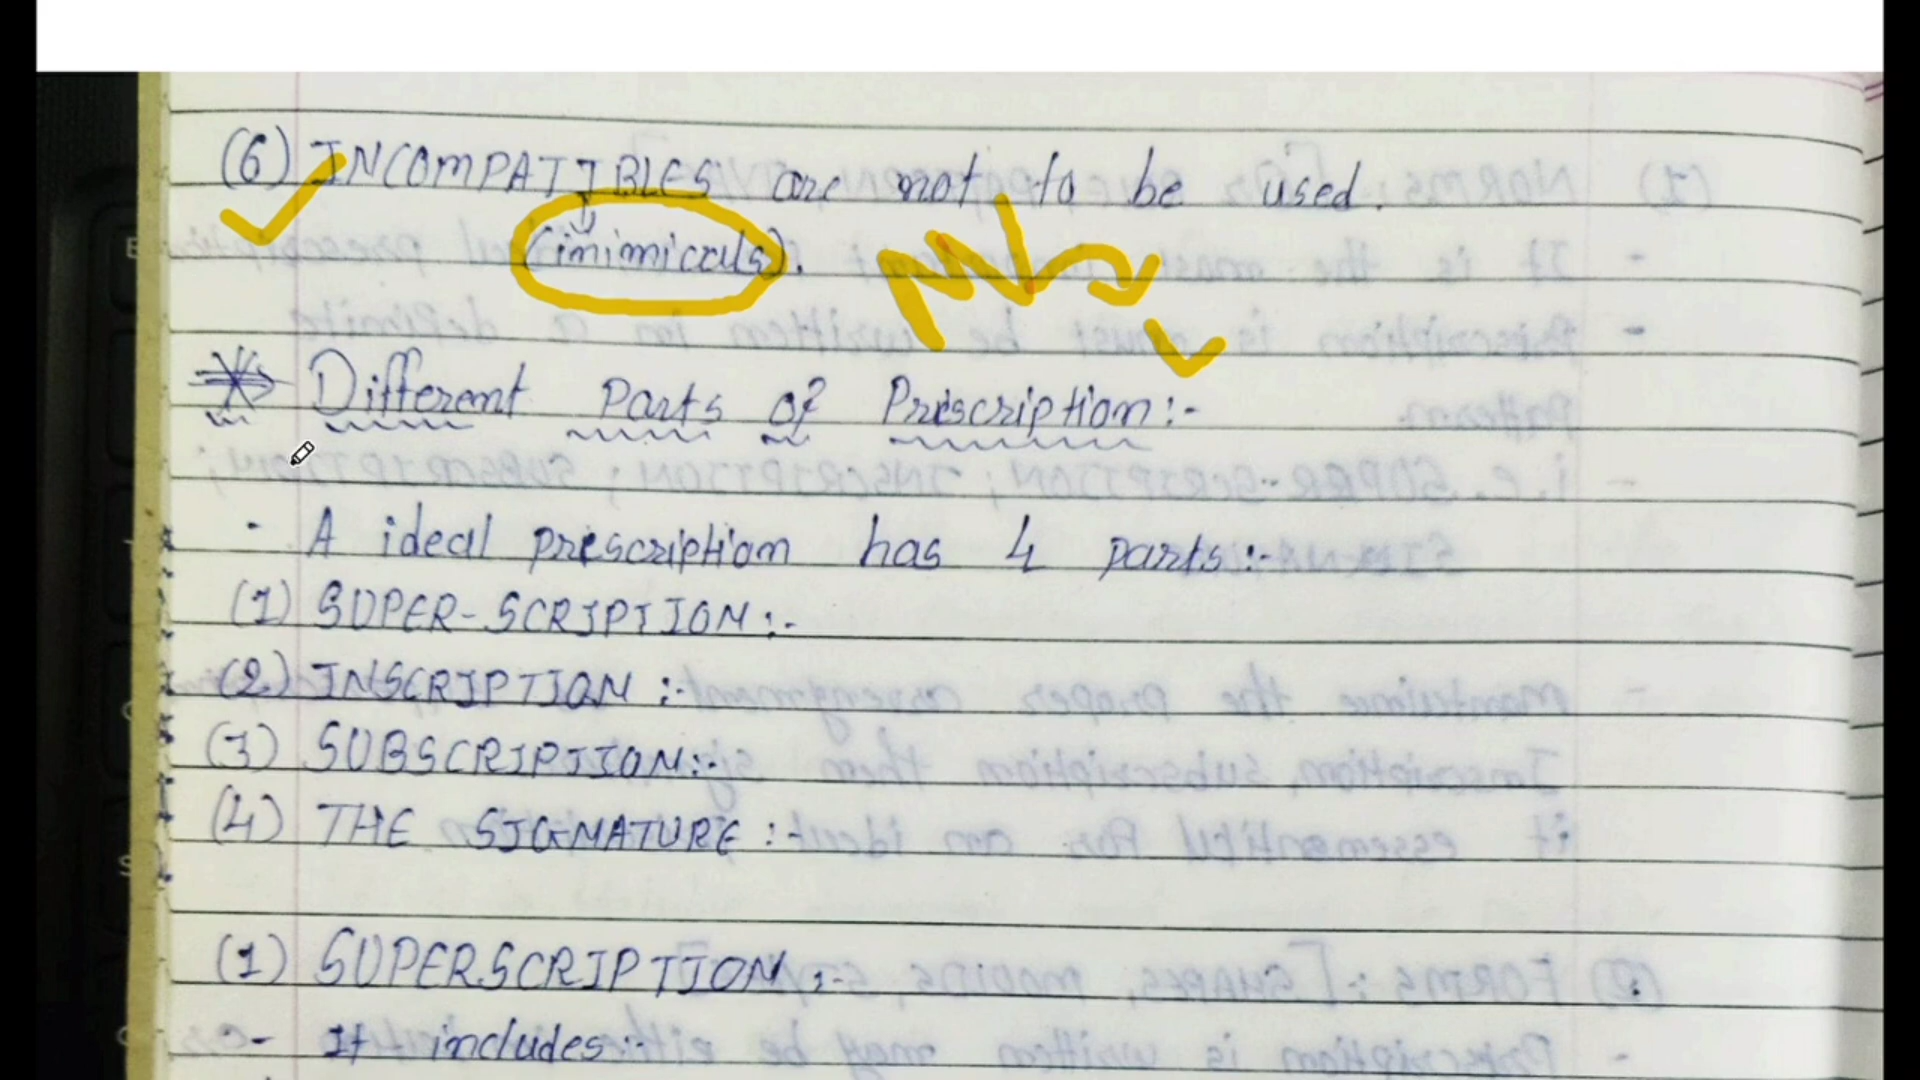 (6) INCOMPATIBLES are not to be used.
(inimicals).
Different Parts of Prescription:-
- A ideal prescription has 4 parts:-
(1) SUPER-SCRIPTION:-
(2) INSCRIPTION:-
(3) SUBSCRIPTION:-
(4) THE SIGNATURE:-
(1) SUPERSCRIPTION:-
- It includes:-